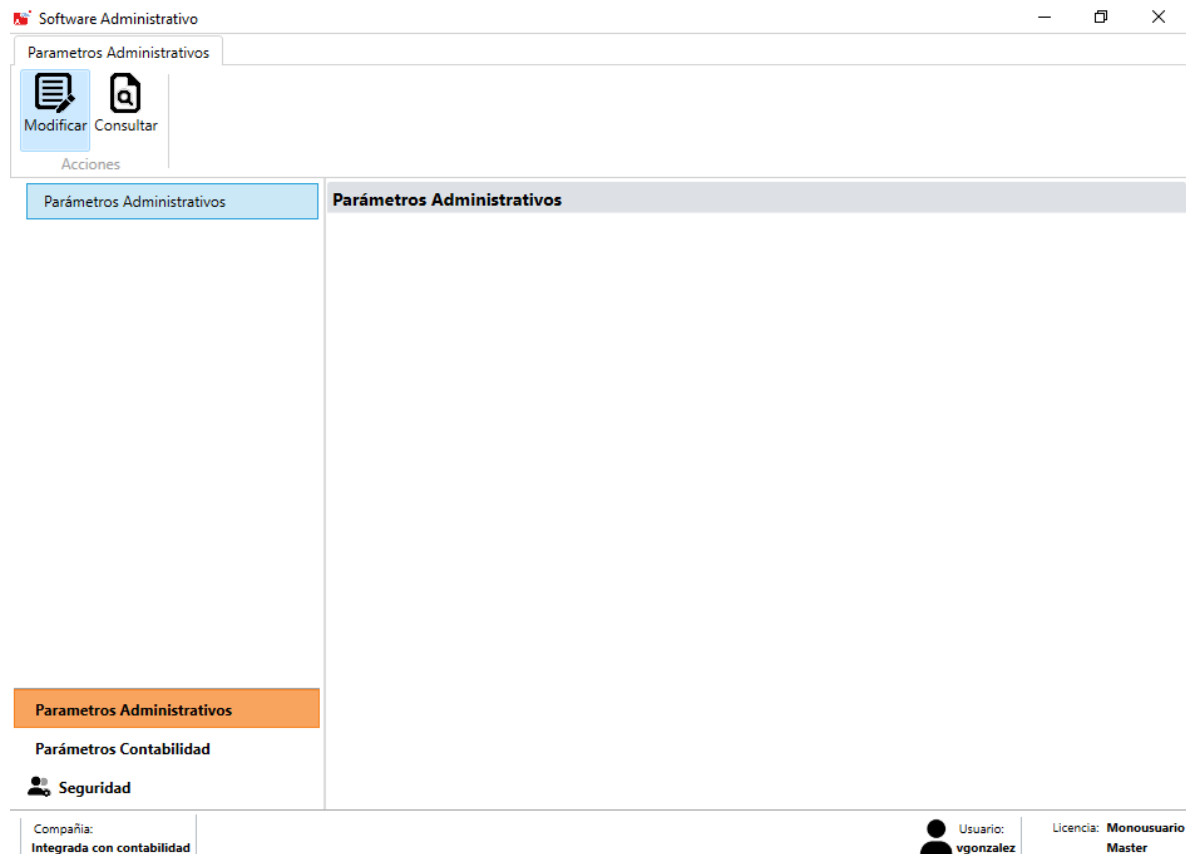 Software Administrativo
Parametros Administrativos
Modificar Consultar
Acciones
Parámetros Administrativos
Parámetros Administrativos
Parametros Administrativos
Parámetros Contabilidad
Seguridad
Compañia:
Integrada con contabilidad
Usuario:
vgonzalez
Licencia: Monousuario
Master